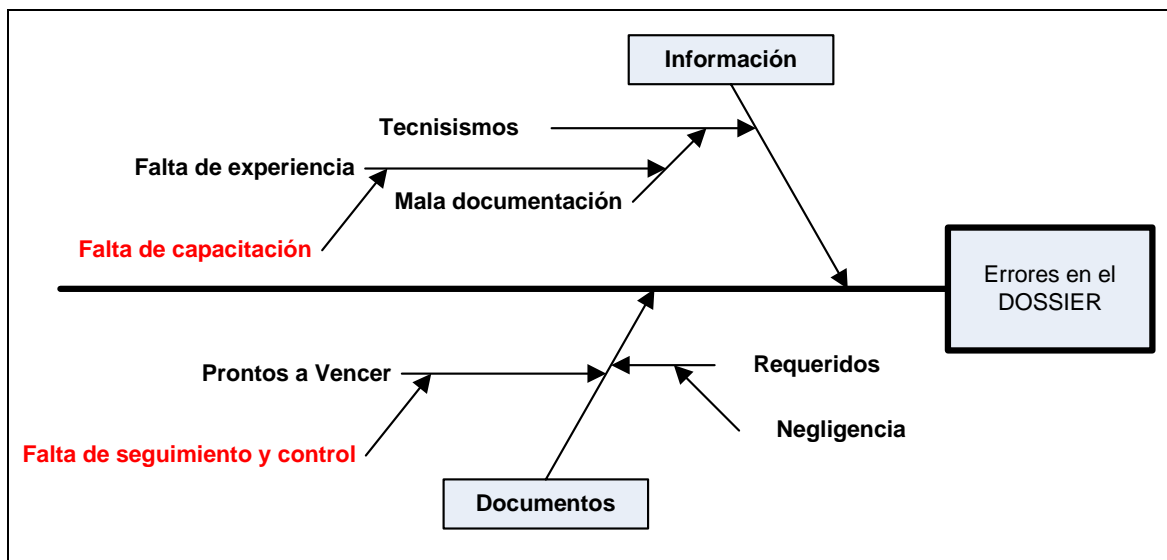 Información
Tecnisismos
Falta de experiencia
Mala documentación
Falta de capacitación
Errores en el
DOSSIER
Prontos a Vencer
Requeridos
Negligencia
Falta de seguimiento y control
Documentos